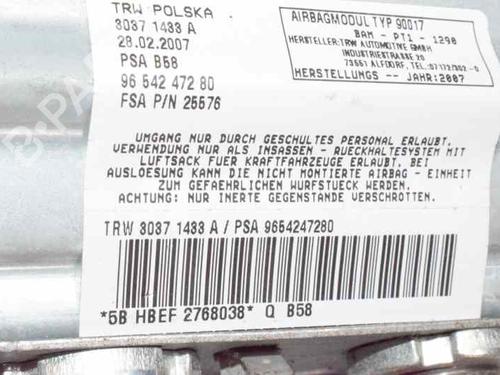 TRW POLSKA
3037 1433 A
28.02.2007
PSA B58
96 542 472 80
FSA P/N 25576
AIRBAGMODUL TYP 90017
BAM - PT1 - 1290
HERSTELLER: TRW AUTOMOTIVE GMBH
INDUSTRIESTRASSE 20
73551 ALFDORF,
HERSTELLUNGS -- JAHR: 2007
UMGANG NUR DURCH GESCHULTES PERSONAL ERLAUBT.
VERWENDUNG NUR ALS INSASSEN - RUECKHALTESYSTEM MIT
LUFTSACK FUER KRAFTFAHRZEUGE ERLAUBT. BEI
AUSLOESUNG KANN DIE NICHT MONTIERTE AIRBAG - EINHEIT
ZUM GEFAEHRLICHEN WURFSTUECK WERDEN.
ACHTUNG: NUR INERTE GEGENSTANDE VERSCHROTTEN.
TRW 3037 1433 A / PSA 9654247280
*5B HBEF 2768038* Q B58